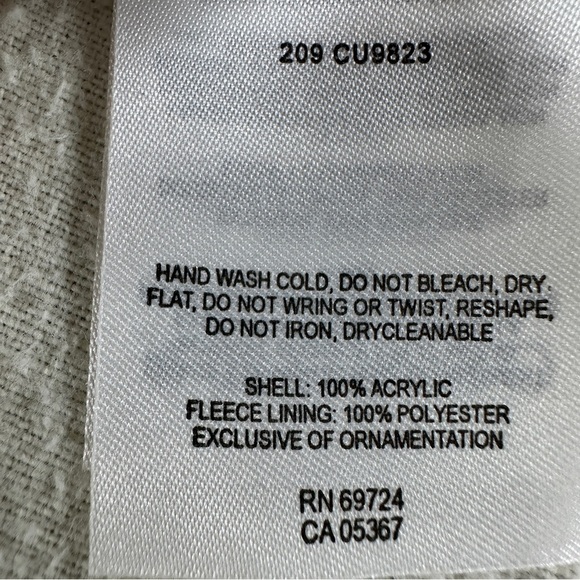 209 CU9823
HAND WASH COLD, DO NOT BLEACH, DRY
FLAT, DO NOT WRING OR TWIST, RESHAPE,
DO NOT IRON, DRYCLEANABLE
SHELL: 100% ACRYLIC
FLEECE LINING: 100% POLYESTER
EXCLUSIVE OF ORNAMENTATION
RN 69724
CA 05367